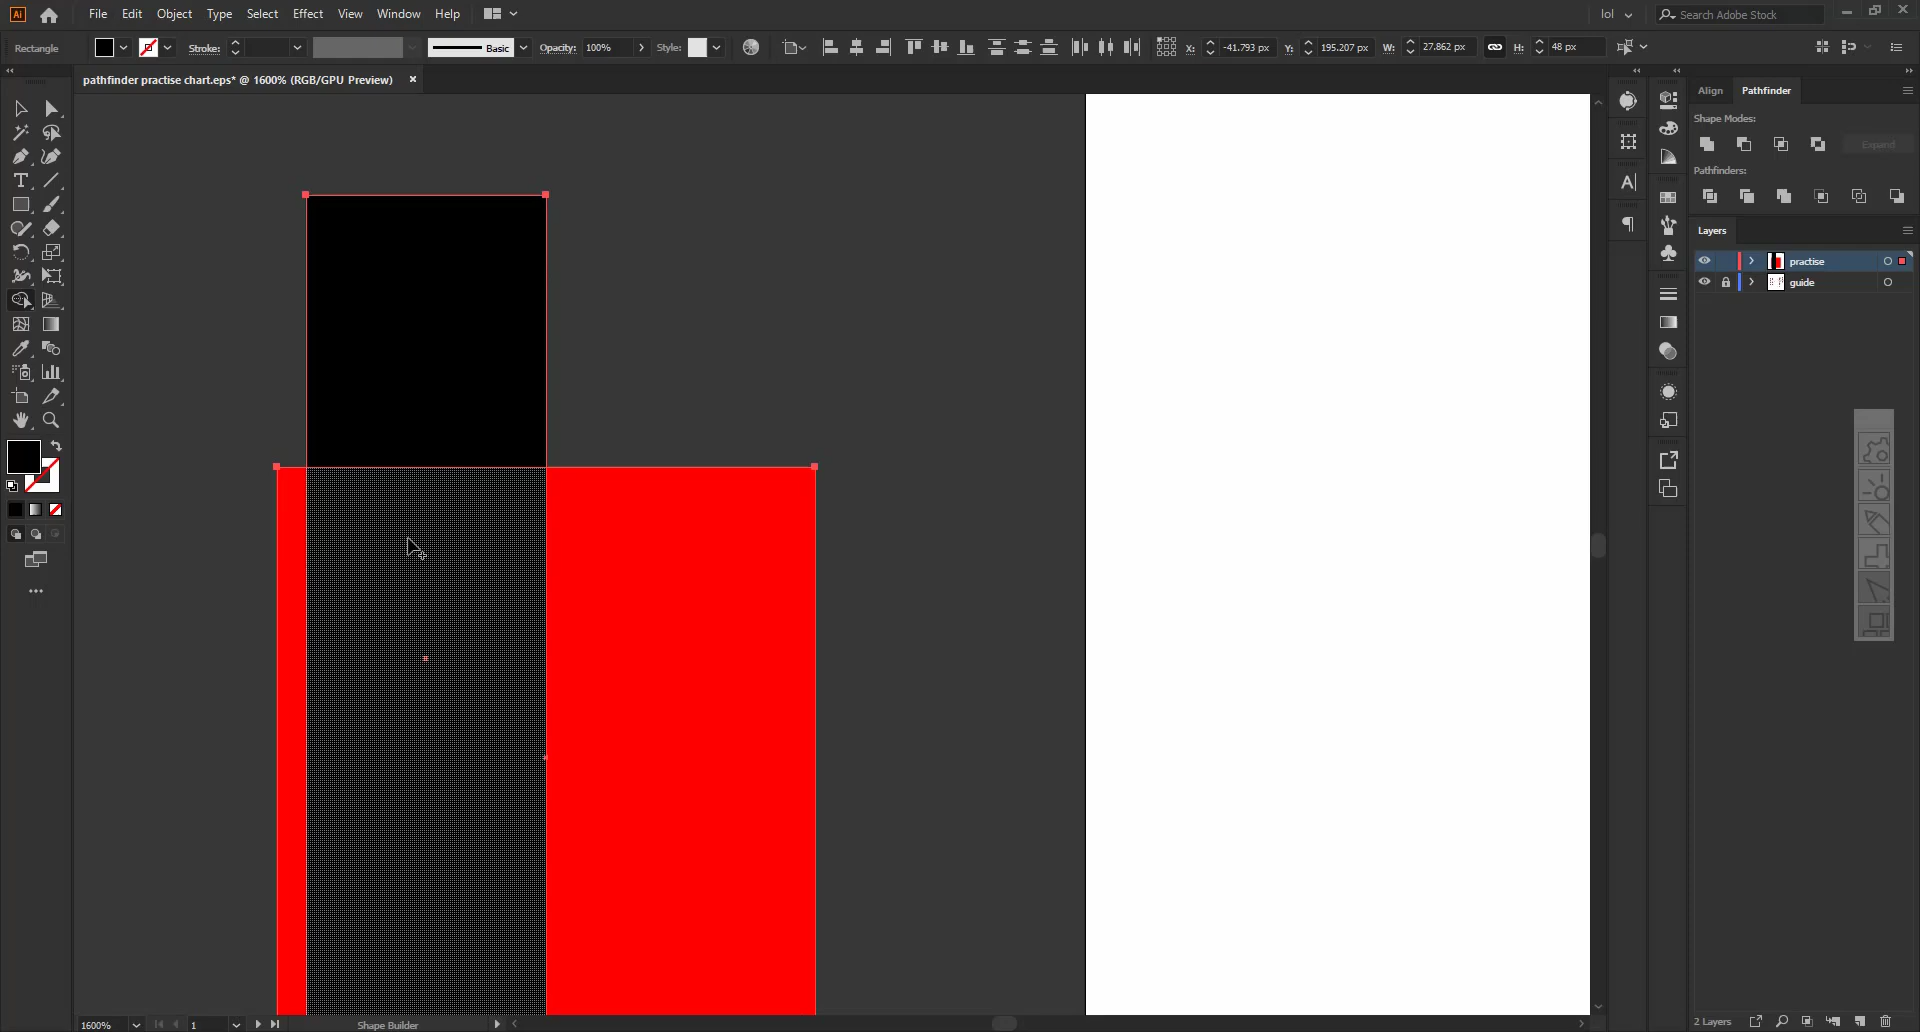 Ai File Edit Object Type Select Effect View Window Help lol Search Adobe Stock
Rectangle Stroke: Basic Opacity: 100% Style: X: -41.793 px Y: 195.207 px W: 27.862 px H: 48 px
pathfinder practise chart.eps* @ 1600% (RGB/GPU Preview) ×
Align Pathfinder
Shape Modes:
Expand
Pathfinders:
Layers
practise
guide
1600% 1 Shape Builder 2 Layers